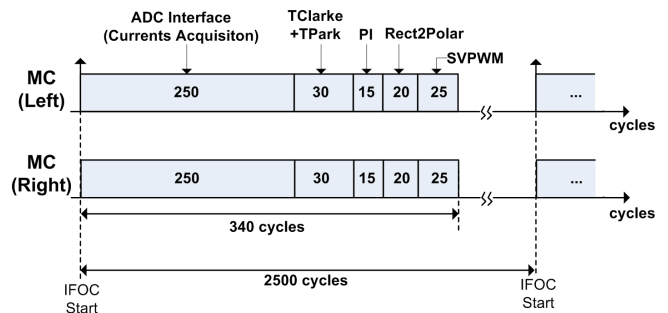 ADC Interface
(Currents Acquisiton)
TClarke
+TPark
PI
Rect2Polar
SVPWM
MC
(Left)
250
30
15
20
25
...
cycles
MC
(Right)
250
30
15
20
25
...
cycles
340 cycles
2500 cycles
IFOC
Start
IFOC
Start